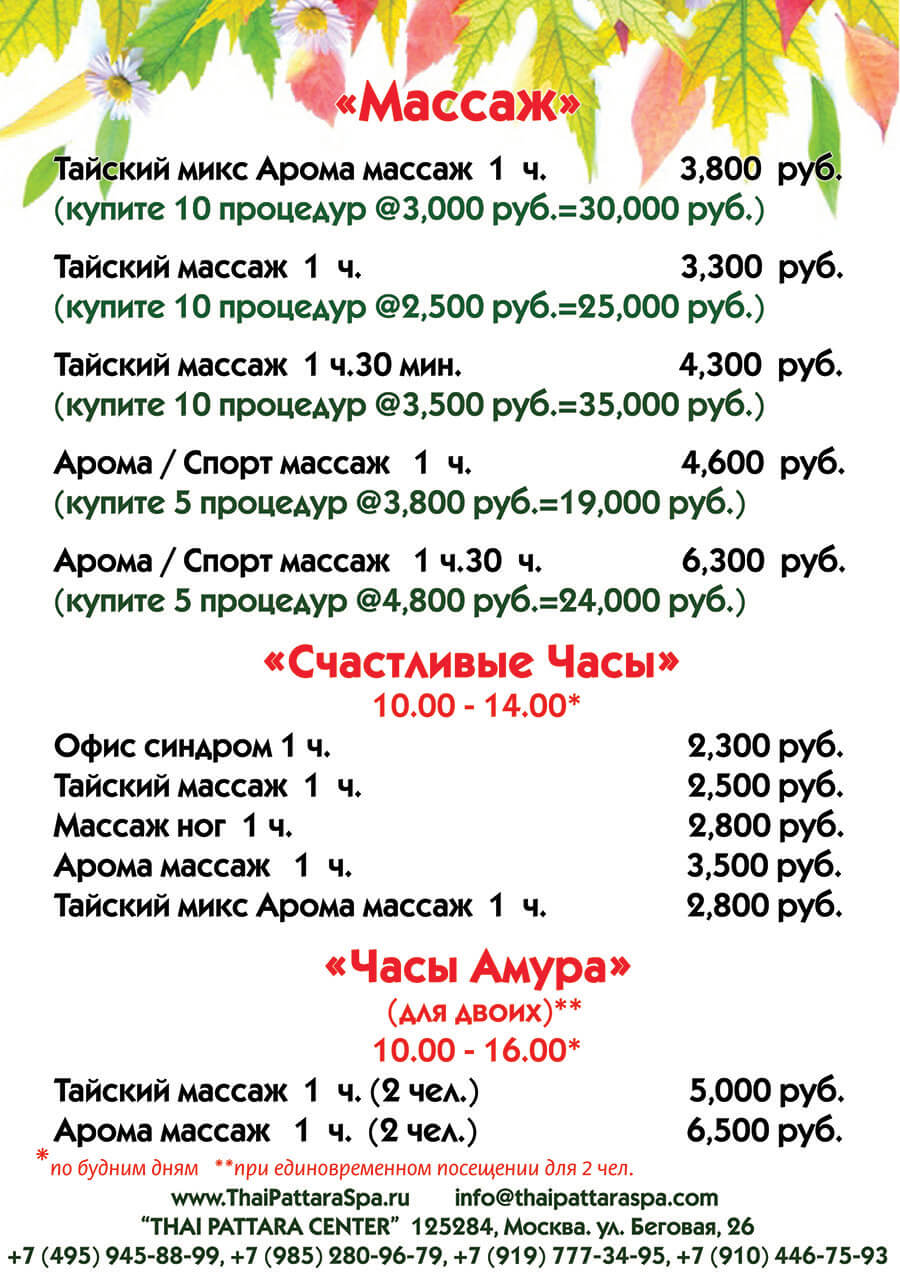 «Массаж»
Тайский микс Арома массаж 1 ч. 3,800 руб.
(купите 10 процедур @3,000 руб.=30,000 руб.)
Тайский массаж 1 ч. 3,300 руб.
(купите 10 процедур @2,500 руб.=25,000 руб.)
Тайский массаж 1 ч.30 мин. 4,300 руб.
(купите 10 процедур @3,500 руб.=35,000 руб.)
Арома / Спорт массаж 1 ч. 4,600 руб.
(купите 5 процедур @3,800 руб.=19,000 руб.)
Арома / Спорт массаж 1 ч.30 ч. 6,300 руб.
(купите 5 процедур @4,800 руб.=24,000 руб.)
«Счастливые Часы»
10.00 - 14.00*
Офис синдром 1 ч. 2,300 руб.
Тайский массаж 1 ч. 2,500 руб.
Массаж ног 1 ч. 2,800 руб.
Арома массаж 1 ч. 3,500 руб.
Тайский микс Арома массаж 1 ч. 2,800 руб.
«Часы Амура»
(для двоих)**
10.00 - 16.00*
Тайский массаж 1 ч. (2 чел.) 5,000 руб.
Арома массаж 1 ч. (2 чел.) 6,500 руб.
*по будним дням **при единовременном посещении для 2 чел.
www.ThaiPattaraSpa.ru info@thaipattaraspa.com
“THAI PATTARA CENTER” 125284, Москва. ул. Беговая, 26
+7 (495) 945-88-99, +7 (985) 280-96-79, +7 (919) 777-34-95, +7 (910) 446-75-93